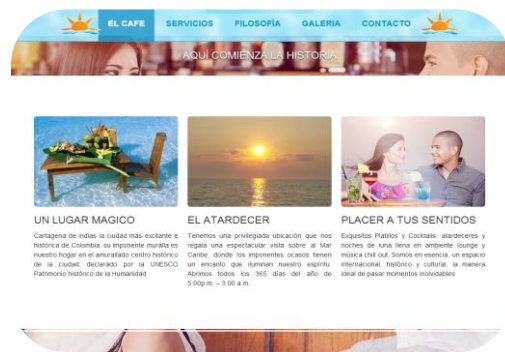 EL CAFE SERVICIOS FILOSOFÍA GALERIA CONTACTO
AQUÍ COMIENZA LA HISTORIA
UN LUGAR MAGICO
Cartagena de indias la ciudad más excitante e
histórica de Colombia, su imponente muralla es
nuestro hogar en el amurallado centro histórico
de la ciudad, declarado por la UNESCO
Patrimonio histórico de la Humanidad
EL ATARDECER
Tenemos una privilegiada ubicación que nos
regala una espectacular vista sobre al Mar
Caribe, donde los imponentes ocasos tienen
un encanto que iluminan nuestro espíritu.
Abrimos todos los 365 días del año de
5:00p.m. – 3:00 a.m.
PLACER A TUS SENTIDOS
Exquisitos Platillos y Cocktails, atardeceres y
noches de luna llena en ambiente lounge y
música chill out. Somos en esencia, un espacio
internacional, histórico y cultural, la manera
ideal de pasar momentos inolvidables